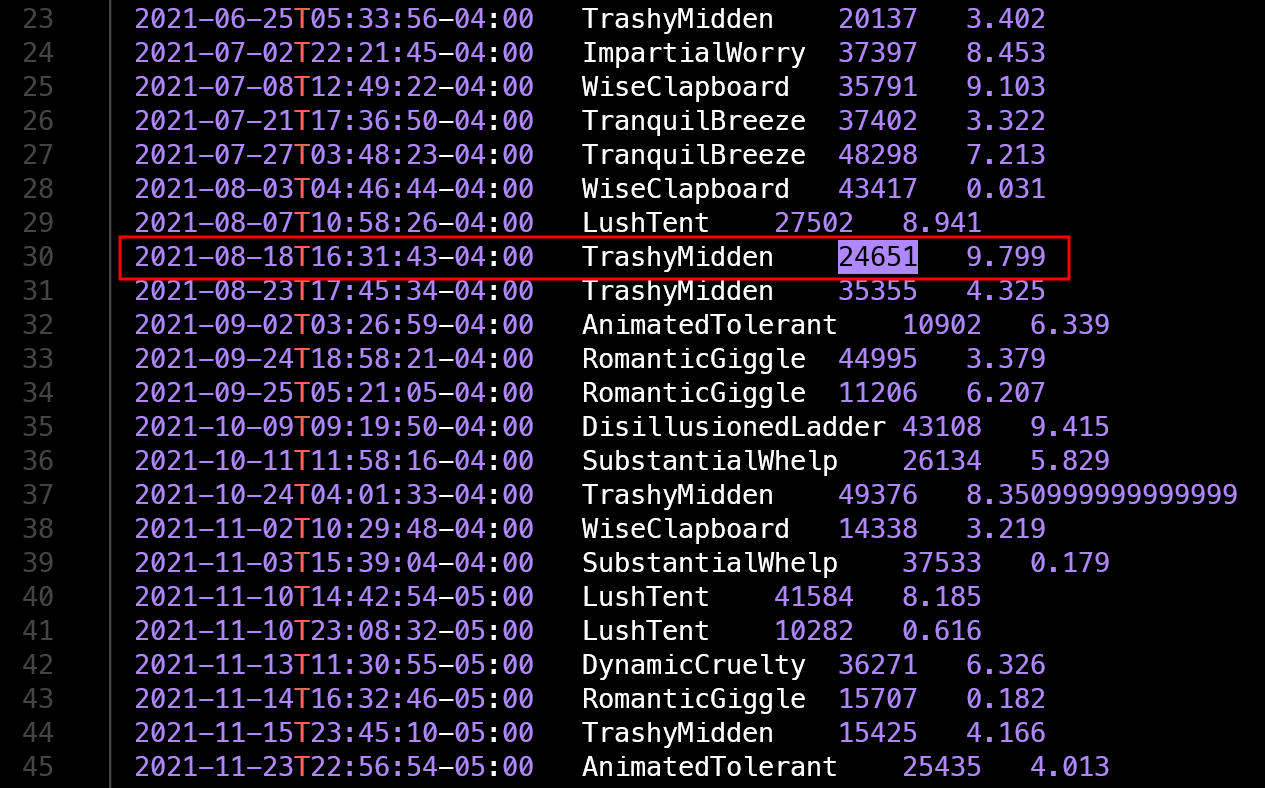 23 2021-06-25T05:33:56-04:00 TrashyMidden 20137 3.402
24 2021-07-02T22:21:45-04:00 ImpartialWorry 37397 8.453
25 2021-07-08T12:49:22-04:00 WiseClapboard 35791 9.103
26 2021-07-21T17:36:50-04:00 TranquilBreeze 37402 3.322
27 2021-07-27T03:48:23-04:00 TranquilBreeze 48298 7.213
28 2021-08-03T04:46:44-04:00 WiseClapboard 43417 0.031
29 2021-08-07T10:58:26-04:00 LushTent 27502 8.941
30 2021-08-18T16:31:43-04:00 TrashyMidden 24651 9.799
31 2021-08-23T17:45:34-04:00 TrashyMidden 35355 4.325
32 2021-09-02T03:26:59-04:00 AnimatedTolerant 10902 6.339
33 2021-09-24T18:58:21-04:00 RomanticGiggle 44995 3.379
34 2021-09-25T05:21:05-04:00 RomanticGiggle 11206 6.207
35 2021-10-09T09:19:50-04:00 DisillusionedLadder 43108 9.415
36 2021-10-11T11:58:16-04:00 SubstantialWhelp 26134 5.829
37 2021-10-24T04:01:33-04:00 TrashyMidden 49376 8.350999999999999
38 2021-11-02T10:29:48-04:00 WiseClapboard 14338 3.219
39 2021-11-03T15:39:04-04:00 SubstantialWhelp 37533 0.179
40 2021-11-10T14:42:54-05:00 LushTent 41584 8.185
41 2021-11-10T23:08:32-05:00 LushTent 10282 0.616
42 2021-11-13T11:30:55-05:00 DynamicCruelty 36271 6.326
43 2021-11-14T16:32:46-05:00 RomanticGiggle 15707 0.182
44 2021-11-15T23:45:10-05:00 TrashyMidden 15425 4.166
45 2021-11-23T22:56:54-05:00 AnimatedTolerant 25435 4.013